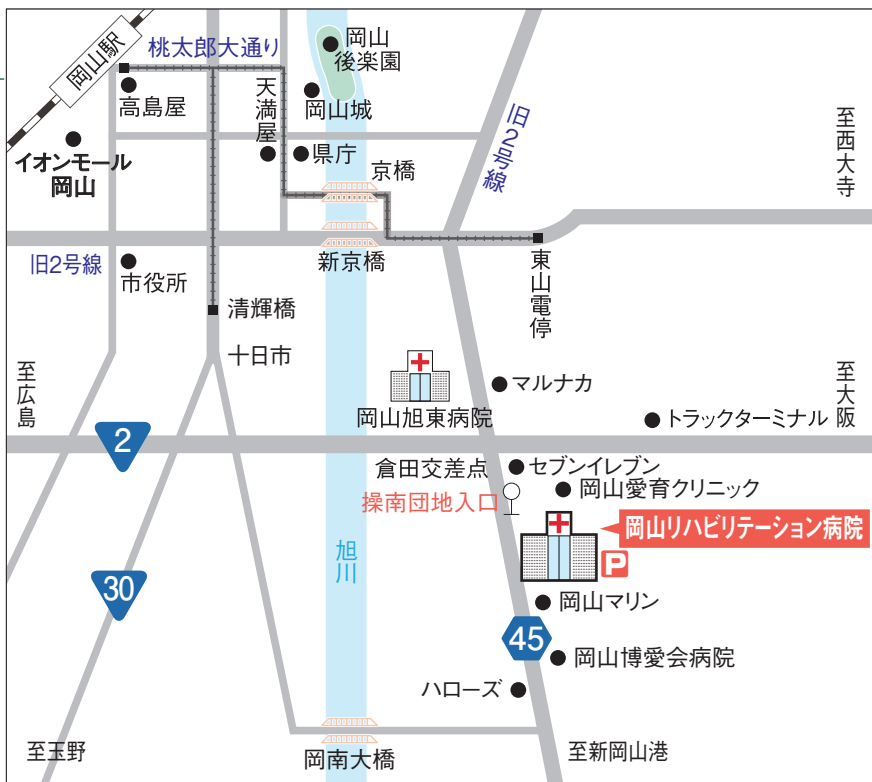 岡山駅
桃太郎大通り
岡山
後楽園
高島屋
天満屋
岡山城
旧2号線
至西大寺
イオンモール
岡山
県庁
京橋
旧2号線
市役所
新京橋
東山電停
清輝橋
十日市
至広島
マルナカ
至大阪
岡山旭東病院
トラックターミナル
2
倉田交差点
セブンイレブン
操南団地入口
岡山愛育クリニック
岡山リハビリテーション病院
P
旭川
30
岡山マリン
45
岡山博愛会病院
ハローズ
至玉野
岡南大橋
至新岡山港